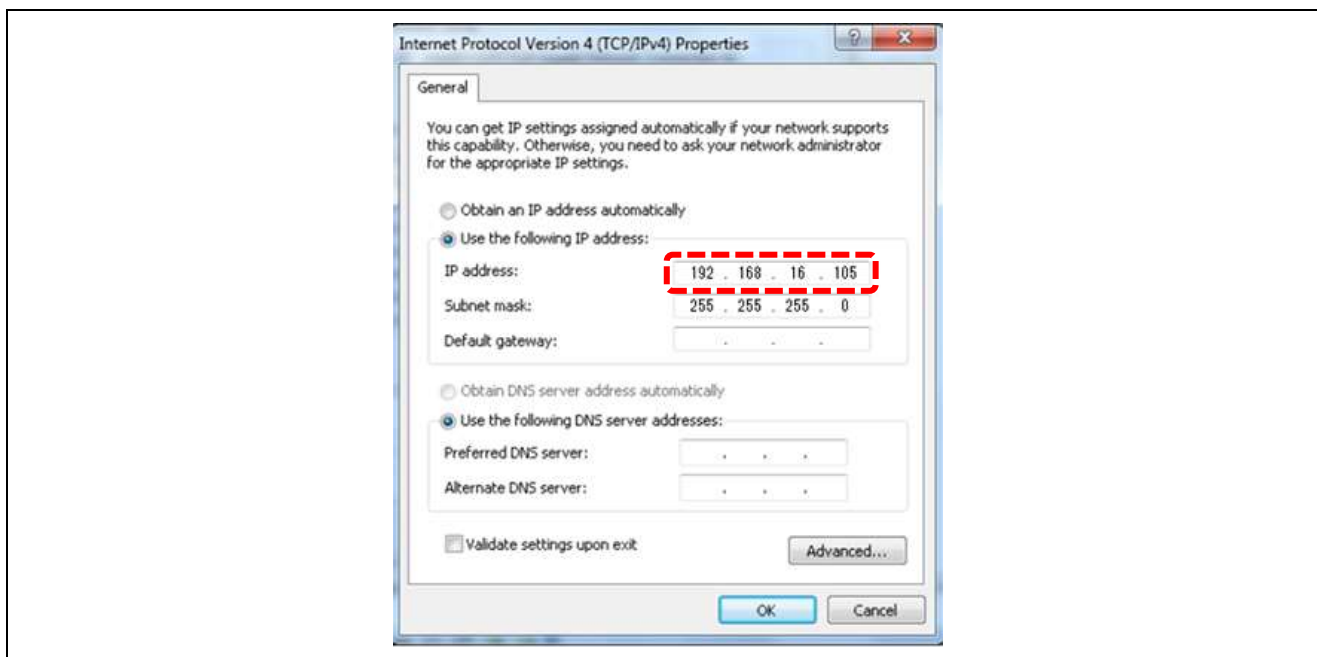 Internet Protocol Version 4 (TCP/IPv4) Properties
General
You can get IP settings assigned automatically if your network supports
this capability. Otherwise, you need to ask your network administrator
for the appropriate IP settings.
Obtain an IP address automatically
Use the following IP address:
IP address: 192 . 168 . 16 . 105
Subnet mask: 255 . 255 . 255 . 0
Default gateway: . . .
Obtain DNS server address automatically
Use the following DNS server addresses:
Preferred DNS server: . . .
Alternate DNS server: . . .
Validate settings upon exit
Advanced...
OK Cancel